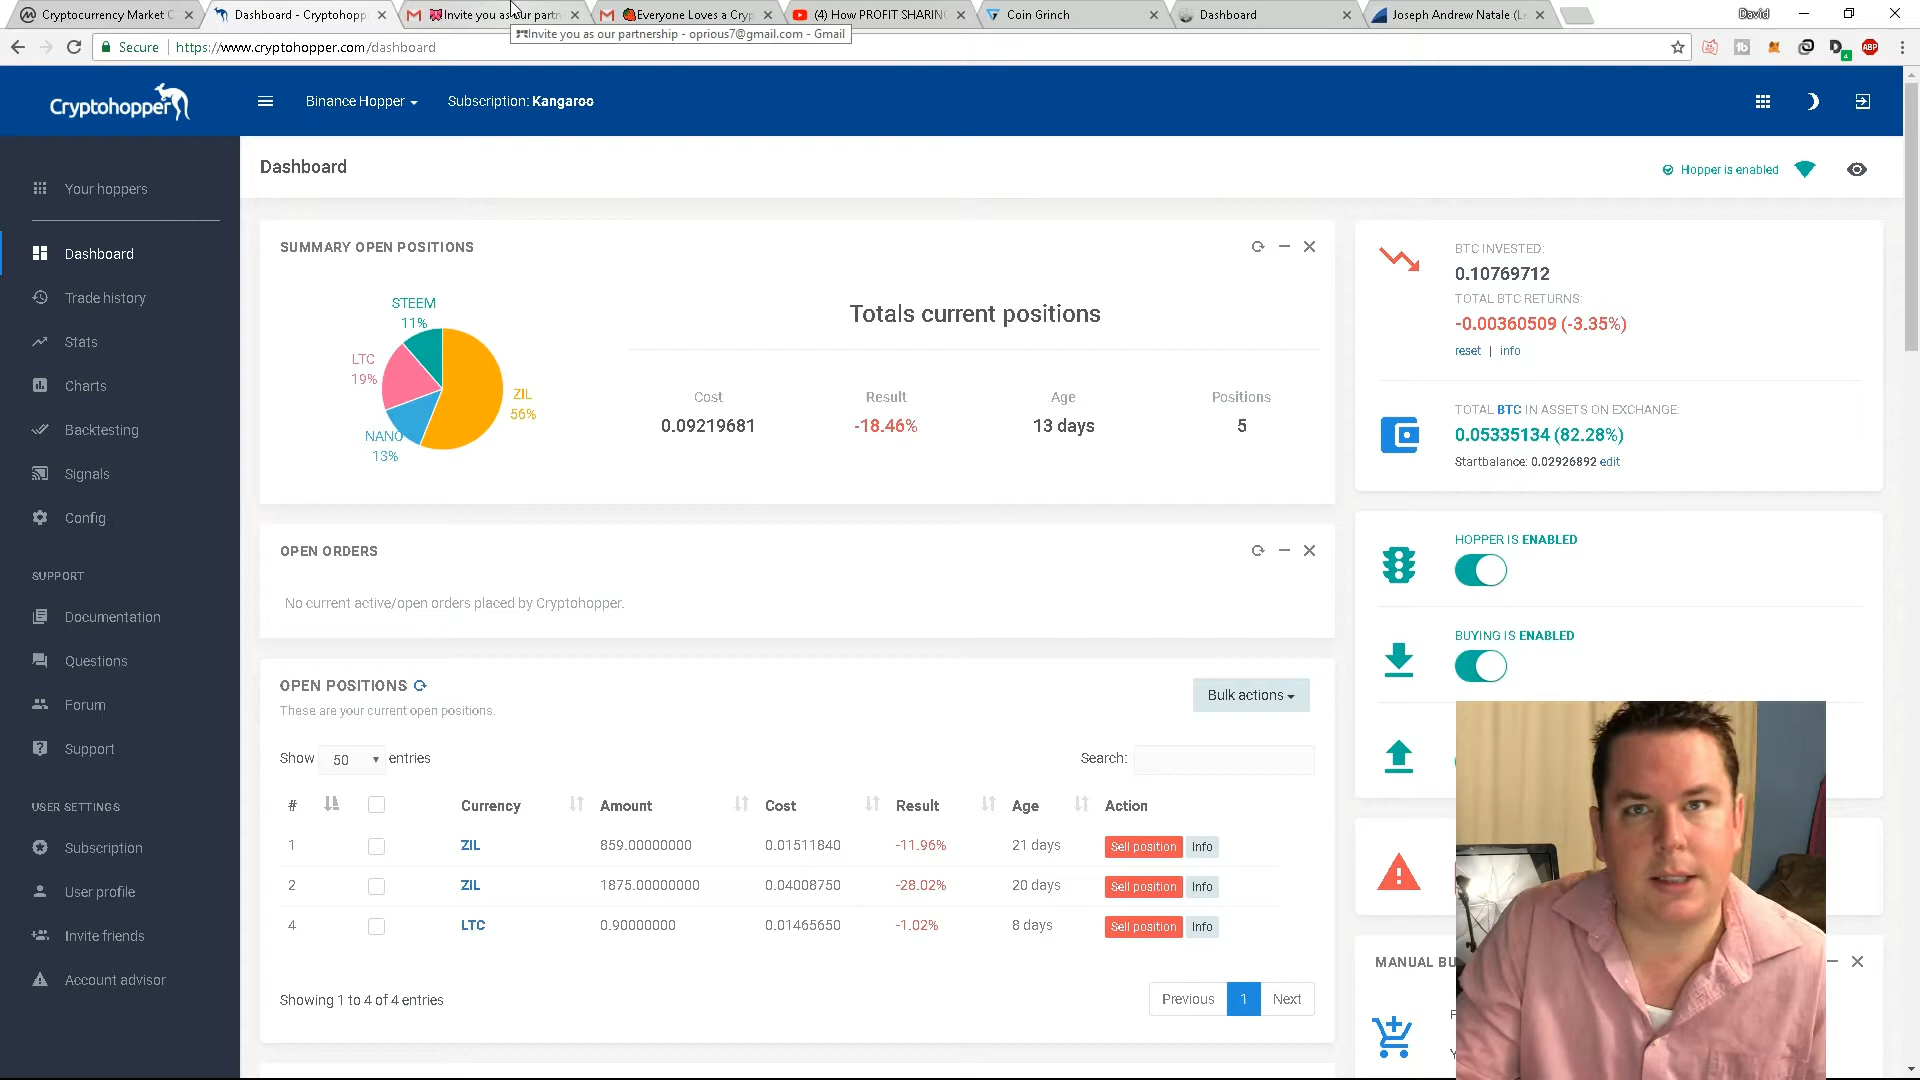 Cryptocurrency Market C
Dashboard - Cryptohopp
Invite you as our partn
Everyone Loves a Cryp
(4) How PROFIT SHARING
Coin Grinch
Dashboard
Joseph Andrew Natale (Le
David
Secure
https://www.cryptohopper.com/dashboard
Invite you as our partnership - oprious7@gmail.com - Gmail
ABP
Cryptohopper
Binance Hopper
Subscription: Kangaroo
Your hoppers
Dashboard
Trade history
Stats
Charts
Backtesting
Signals
Config
SUPPORT
Documentation
Questions
Forum
Support
USER SETTINGS
Subscription
User profile
Invite friends
Account advisor
Dashboard
Hopper is enabled
SUMMARY OPEN POSITIONS
STEEM
11%
LTC
19%
ZIL
56%
NANO
13%
Totals current positions
Cost Result Age Positions
0.09219681 -18.46% 13 days 5
OPEN ORDERS
No current active/open orders placed by Cryptohopper.
OPEN POSITIONS
These are your current open positions.
Bulk actions
Show 50 entries
Search:
# Currency Amount Cost Result Age Action
1 ZIL 859.00000000 0.01511840 -11.96% 21 days Sell position Info
2 ZIL 1875.00000000 0.04008750 -28.02% 20 days Sell position Info
4 LTC 0.90000000 0.01465650 -1.02% 8 days Sell position Info
Showing 1 to 4 of 4 entries
Previous 1 Next
BTC INVESTED:
0.10769712
TOTAL BTC RETURNS:
-0.00360509 (-3.35%)
reset | info
TOTAL BTC IN ASSETS ON EXCHANGE:
0.05335134 (82.28%)
Startbalance: 0.02926892 edit
HOPPER IS ENABLED
BUYING IS ENABLED
MANUAL BU